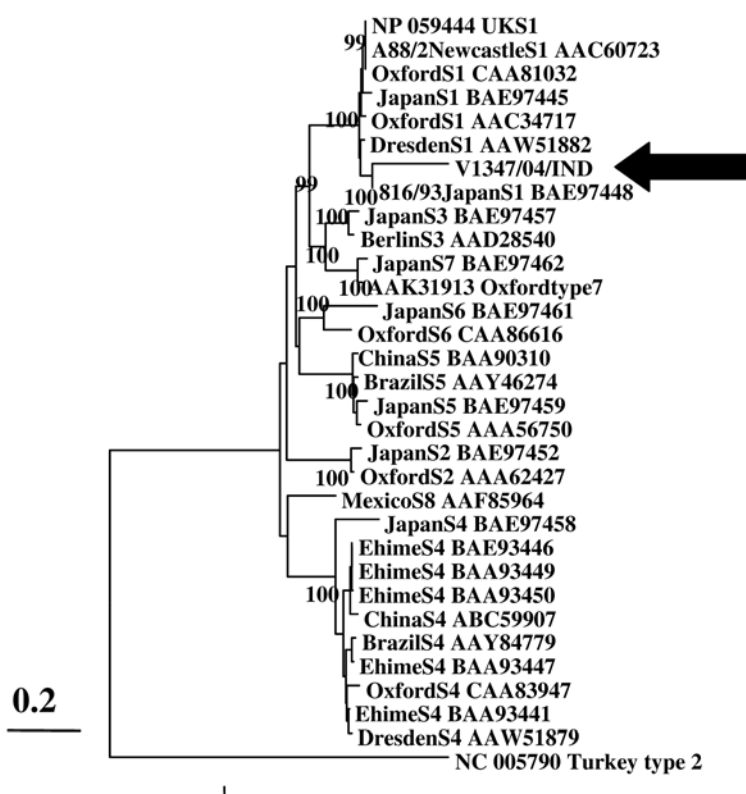 NP 059444 UKS1
99
A88/2NewcastleS1 AAC60723
OxfordS1 CAA81032
JapanS1 BAE97445
100
OxfordS1 AAC34717
DresdenS1 AAW51882
V1347/04/IND
99
100
816/93JapanS1 BAE97448
100
JapanS3 BAE97457
BerlinS3 AAD28540
100
JapanS7 BAE97462
100
AAK31913 Oxfordtype7
100
JapanS6 BAE97461
OxfordS6 CAA86616
ChinaS5 BAA90310
BrazilS5 AAY46274
100
JapanS5 BAE97459
OxfordS5 AAA56750
JapanS2 BAE97452
100
OxfordS2 AAA62427
MexicoS8 AAF85964
JapanS4 BAE97458
EhimeS4 BAE93446
EhimeS4 BAA93449
100
EhimeS4 BAA93450
ChinaS4 ABC59907
BrazilS4 AAY84779
EhimeS4 BAA93447
OxfordS4 CAA83947
0.2
EhimeS4 BAA93441
DresdenS4 AAW51879
NC 005790 Turkey type 2